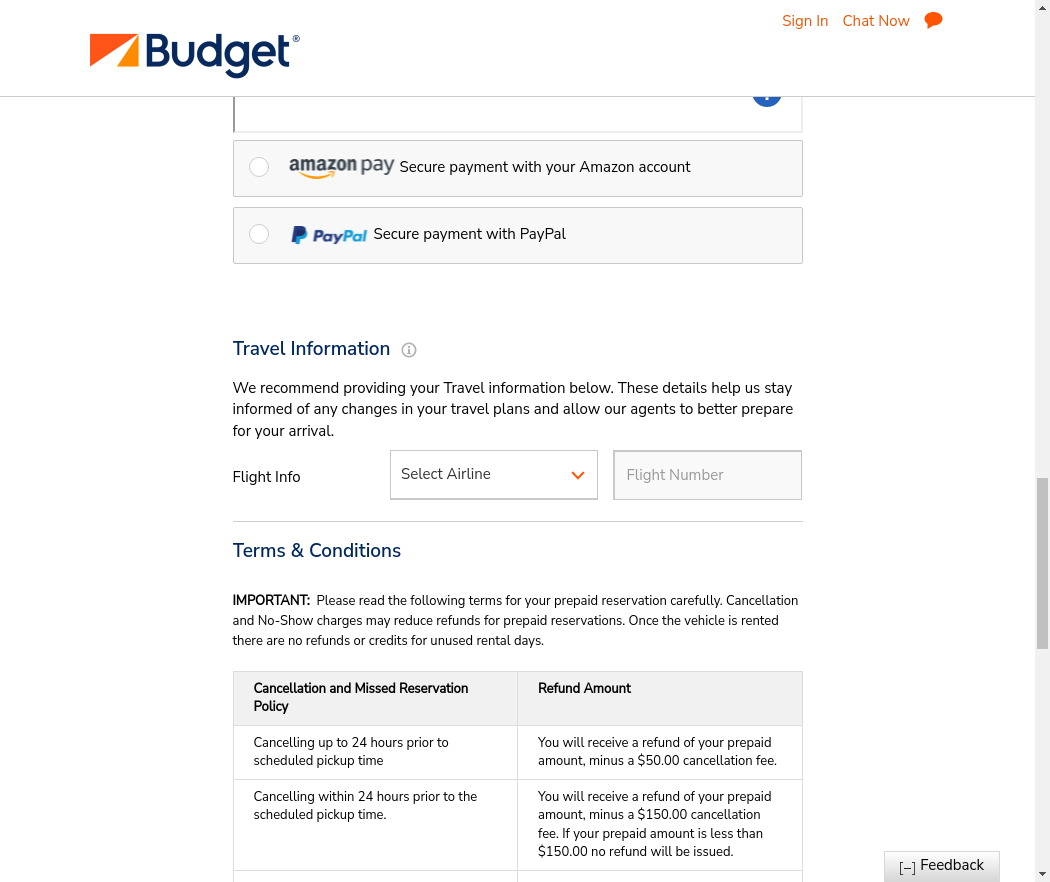 Sign In Chat Now
Budget®
amazon pay Secure payment with your Amazon account
PayPal Secure payment with PayPal
Travel Information
We recommend providing your Travel information below. These details help us stay
informed of any changes in your travel plans and allow our agents to better prepare
for your arrival.
Flight Info Select Airline Flight Number
Terms & Conditions
IMPORTANT: Please read the following terms for your prepaid reservation carefully. Cancellation
and No-Show charges may reduce refunds for prepaid reservations. Once the vehicle is rented
there are no refunds or credits for unused rental days.
Cancellation and Missed Reservation
Policy
Refund Amount
Cancelling up to 24 hours prior to
scheduled pickup time
You will receive a refund of your prepaid
amount, minus a $50.00 cancellation fee.
Cancelling within 24 hours prior to the
scheduled pickup time.
You will receive a refund of your prepaid
amount, minus a $150.00 cancellation
fee. If your prepaid amount is less than
$150.00 no refund will be issued.
[–] Feedback